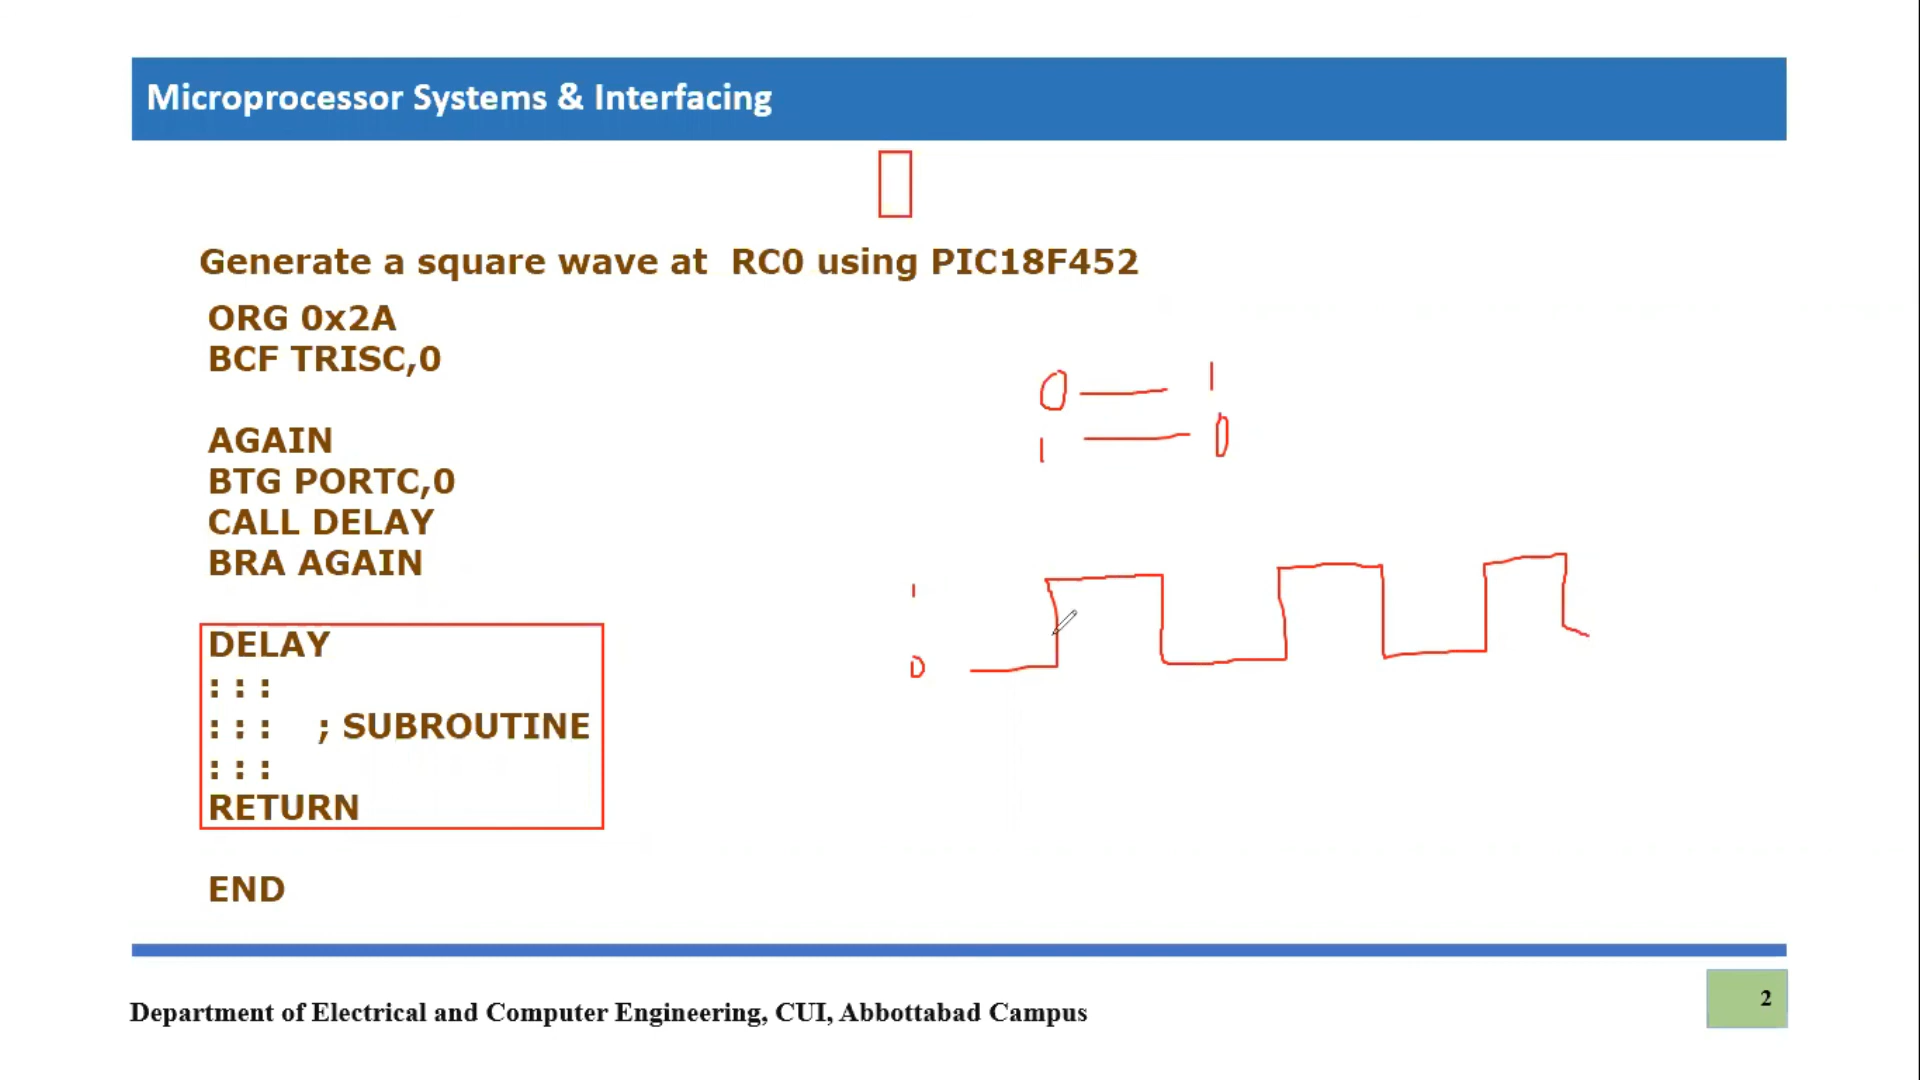 Microprocessor Systems & Interfacing
Generate a square wave at RC0 using PIC18F452
ORG 0x2A
BCF TRISC,0
0 — 1
1 — 0
AGAIN
BTG PORTC,0
CALL DELAY
BRA AGAIN
1
0
DELAY
: : :
: : : ; SUBROUTINE
: : :
RETURN
END
Department of Electrical and Computer Engineering, CUI, Abbottabad Campus
2